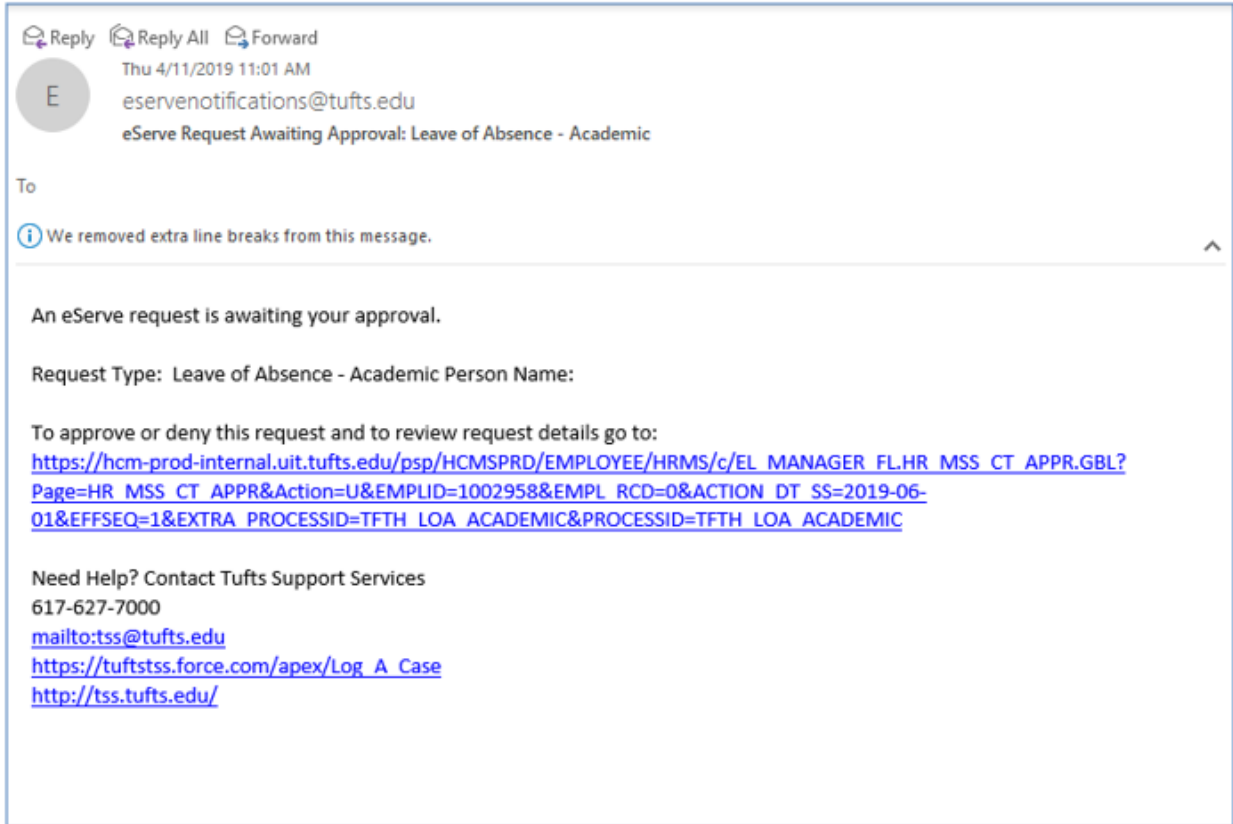 Reply Reply All Forward
Thu 4/11/2019 11:01 AM
E
eservenotifications@tufts.edu
eServe Request Awaiting Approval: Leave of Absence - Academic
To
We removed extra line breaks from this message.
An eServe request is awaiting your approval.
Request Type: Leave of Absence - Academic Person Name:
To approve or deny this request and to review request details go to:
https://hcm-prod-internal.uit.tufts.edu/psp/HCMSPRD/EMPLOYEE/HRMS/c/EL_MANAGER_FL.HR_MSS_CT_APPR.GBL?
Page=HR_MSS_CT_APPR&Action=U&EMPLID=1002958&EMPL_RCD=0&ACTION_DT_SS=2019-06-
01&EFFSEQ=1&EXTRA_PROCESSID=TFTH_LOA_ACADEMIC&PROCESSID=TFTH_LOA_ACADEMIC
Need Help? Contact Tufts Support Services
617-627-7000
mailto:tss@tufts.edu
https://tuftstss.force.com/apex/Log_A_Case
http://tss.tufts.edu/